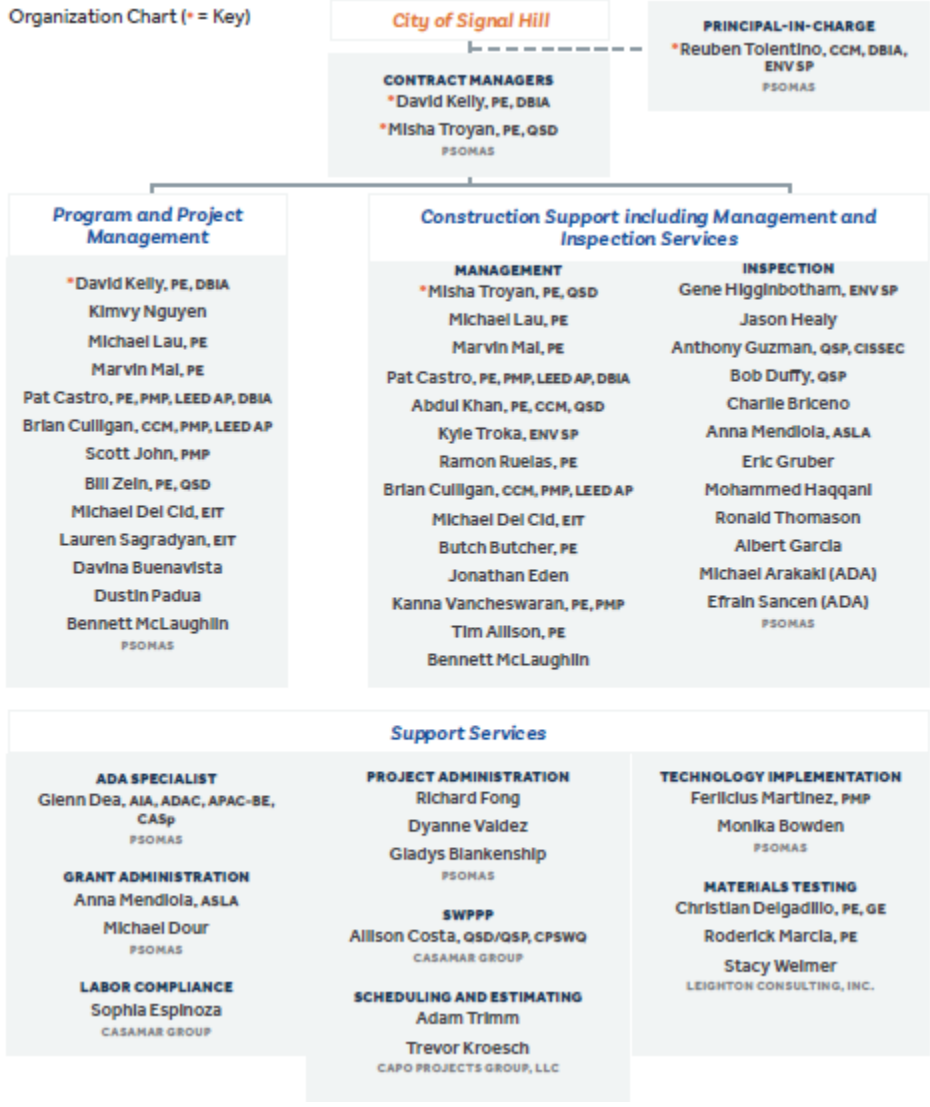 Organization Chart (* = Key)
City of Signal Hill
PRINCIPAL-IN-CHARGE
*Reuben Tolentino, CCM, DBIA,
ENV SP
PSOMAS
CONTRACT MANAGERS
*David Kelly, PE, DBIA
*Misha Troyan, PE, QSD
PSOMAS
Program and Project
Management
*David Kelly, PE, DBIA
Kimvy Nguyen
Michael Lau, PE
Marvin Mai, PE
Pat Castro, PE, PMP, LEED AP, DBIA
Brian Culligan, CCM, PMP, LEED AP
Scott John, PMP
Bill Zein, PE, QSD
Michael Del Cid, EIT
Lauren Sagradyan, EIT
Davina Buenavista
Dustin Padua
Bennett McLaughlin
PSOMAS
Construction Support including Management and
Inspection Services
MANAGEMENT
*Misha Troyan, PE, QSD
Michael Lau, PE
Marvin Mai, PE
Pat Castro, PE, PMP, LEED AP, DBIA
Abdul Khan, PE, CCM, QSD
Kyle Troka, ENV SP
Ramon Ruelas, PE
Brian Culligan, CCM, PMP, LEED AP
Michael Del Cid, EIT
Butch Butcher, PE
Jonathan Eden
Kanna Vancheswaran, PE, PMP
Tim Allison, PE
Bennett McLaughlin
INSPECTION
Gene Higginbotham, ENV SP
Jason Healy
Anthony Guzman, QSP, CISSEC
Bob Duffy, QSP
Charlie Briceno
Anna Mendiola, ASLA
Eric Gruber
Mohammed Haqqani
Ronald Thomason
Albert Garcia
Michael Arakaki (ADA)
Efrain Sancen (ADA)
PSOMAS
Support Services
ADA SPECIALIST
Glenn Dea, AIA, ADAC, APAC-BE,
CASp
PSOMAS
GRANT ADMINISTRATION
Anna Mendiola, ASLA
Michael Dour
PSOMAS
LABOR COMPLIANCE
Sophia Espinoza
CASAMAR GROUP
PROJECT ADMINISTRATION
Richard Fong
Dyanne Valdez
Gladys Blankenship
PSOMAS
SWPPP
Allison Costa, QSD/QSP, CPSWQ
CASAMAR GROUP
SCHEDULING AND ESTIMATING
Adam Trimm
Trevor Kroesch
CAPO PROJECTS GROUP, LLC
TECHNOLOGY IMPLEMENTATION
Ferlicius Martinez, PMP
Monika Bowden
PSOMAS
MATERIALS TESTING
Christian Delgadillo, PE, GE
Roderick Marcia, PE
Stacy Weimer
LEIGHTON CONSULTING, INC.